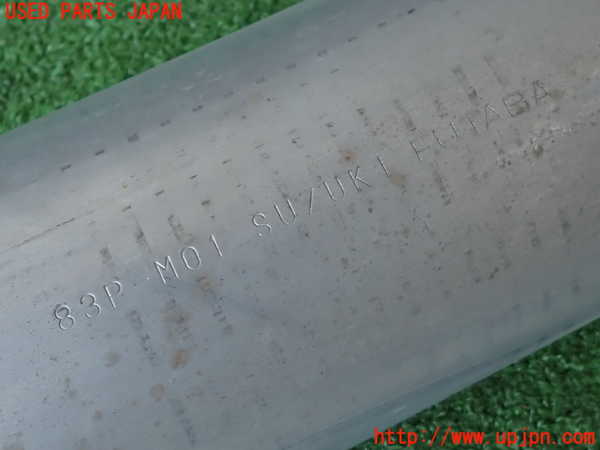 USED PARTS JAPAN
83P-M01 SUZUKI FUTABA
http://www.upjpn.com/